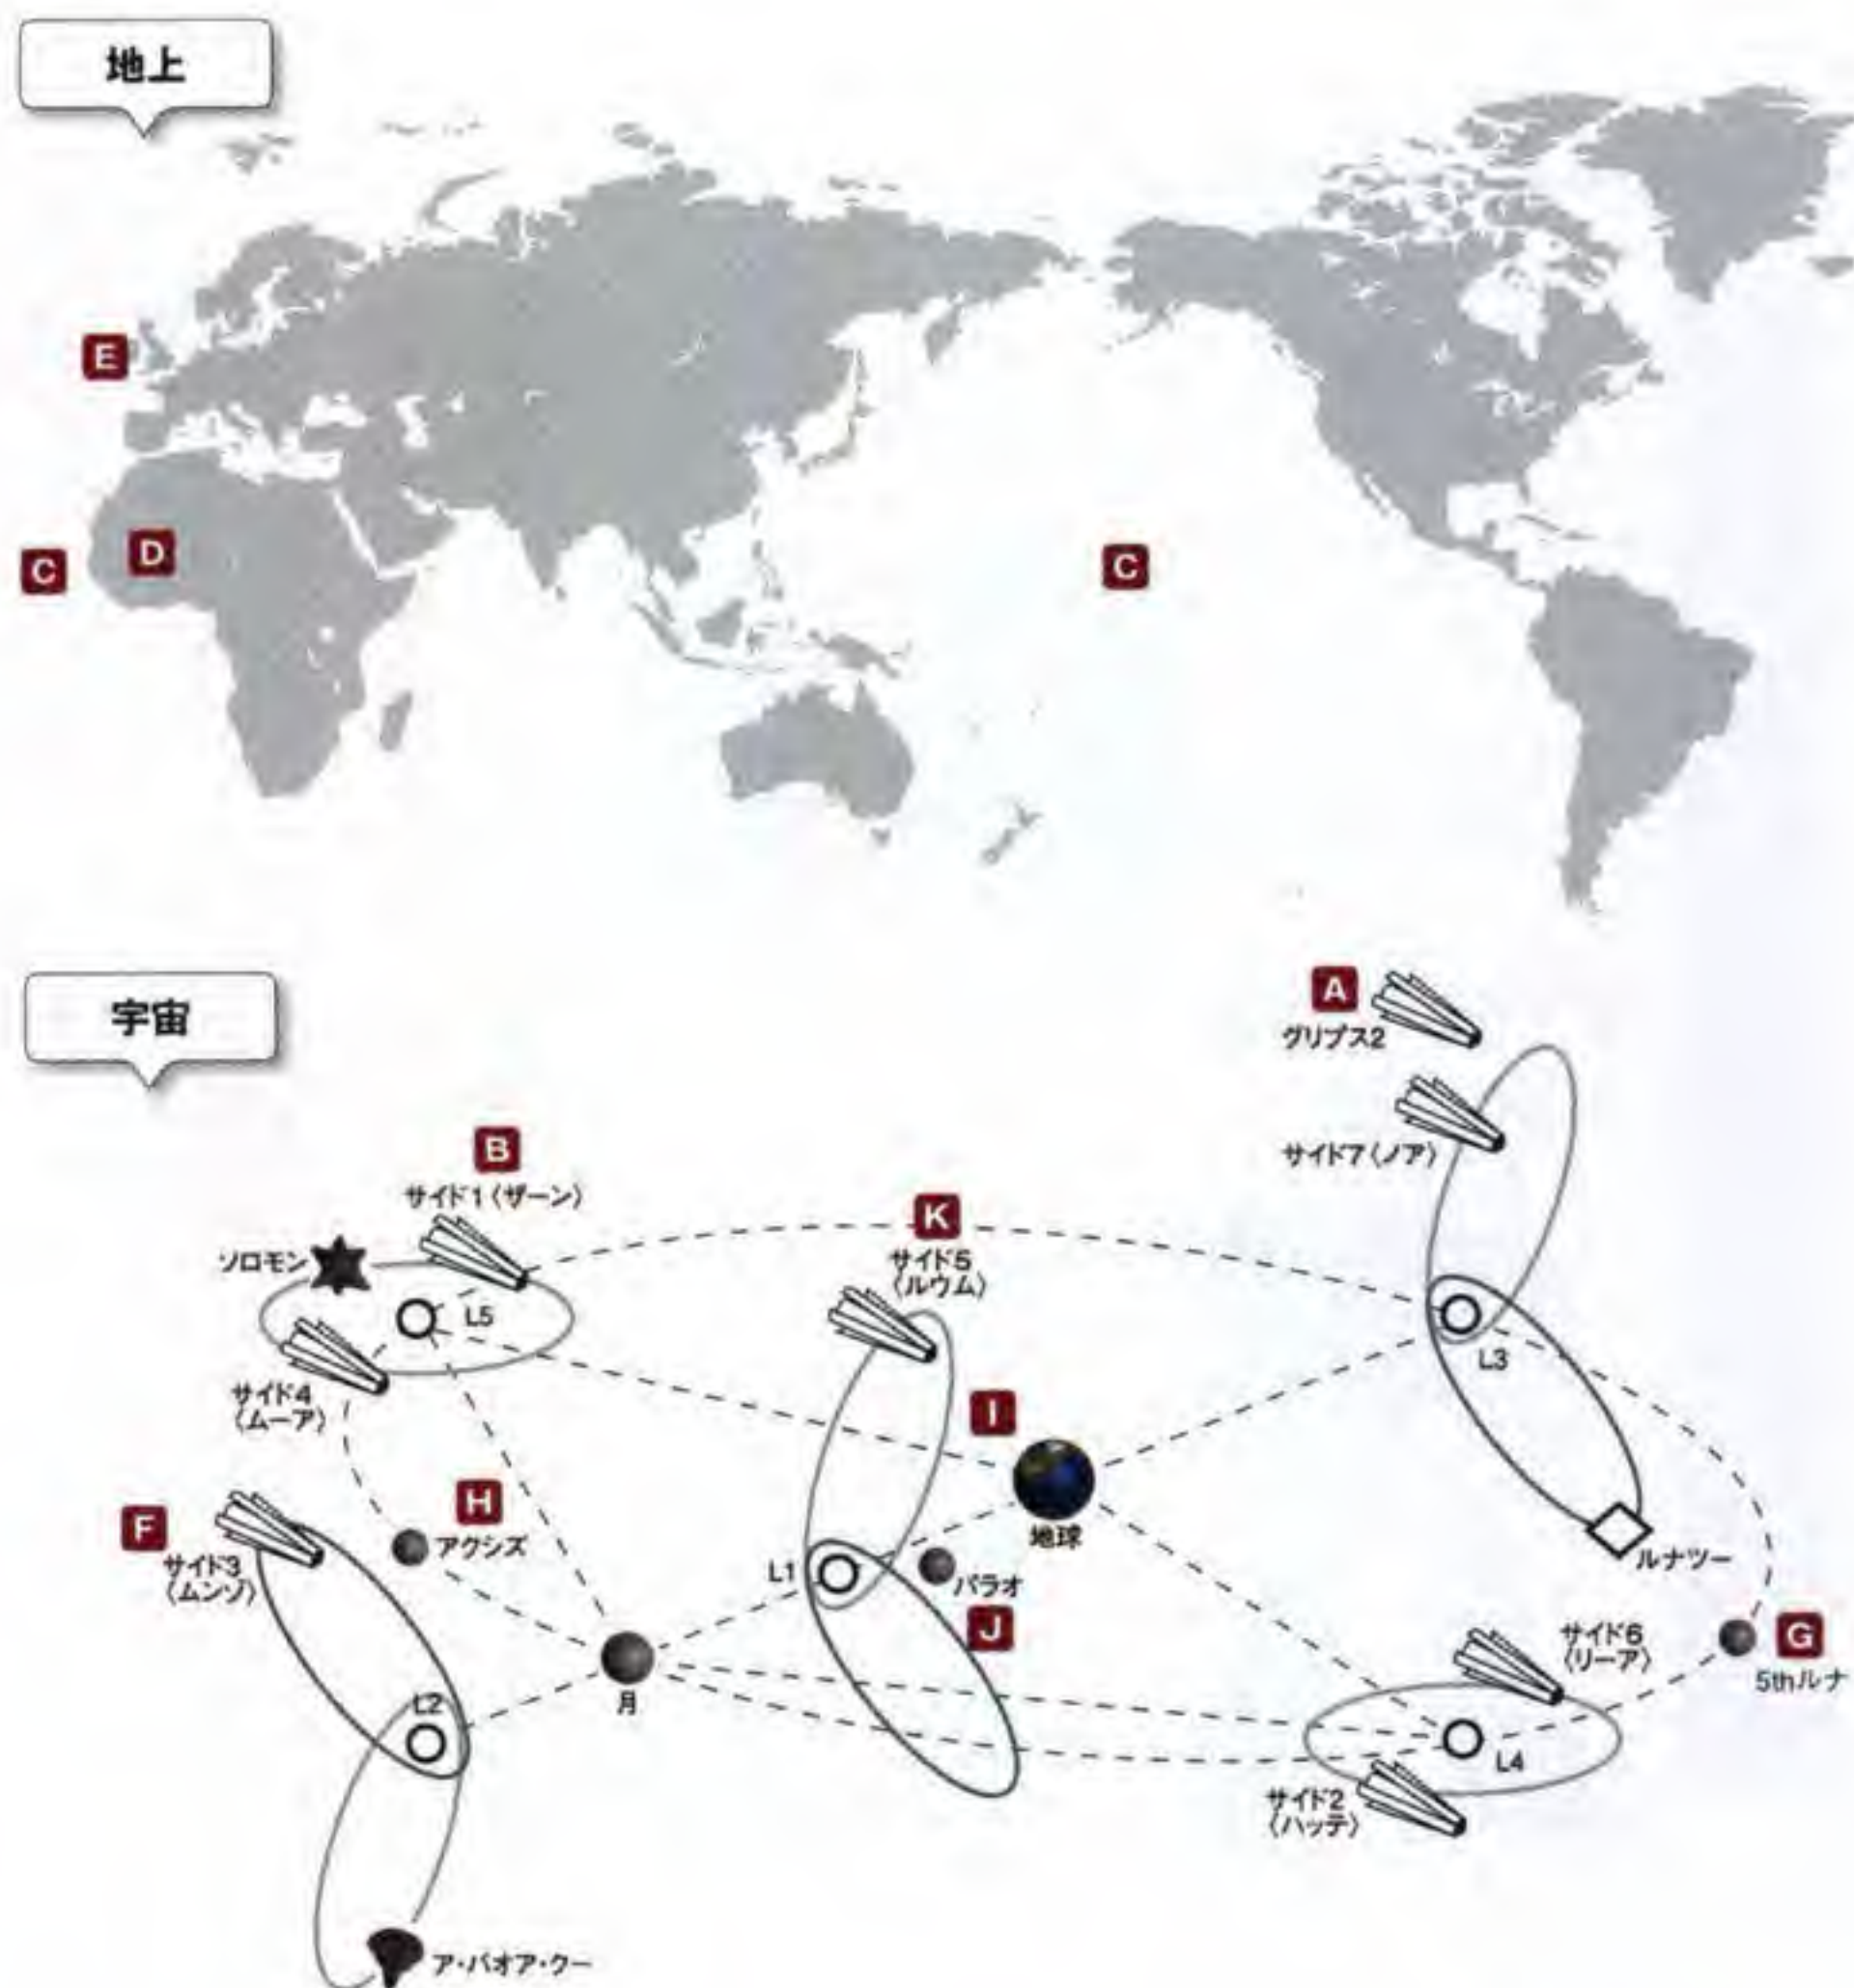 地上
E
C
D
C
宇宙
A
グリプス2
サイド7〈ノア〉
B
サイド1〈ザーン〉
K
サイド5
〈ルウム〉
ソロモン
L5
L3
サイド4
〈ムーア〉
I
地球
H
アクシズ
F
サイド3
〈ムンゾ〉
L1
パラオ
J
ルナツー
サイド6
〈リーア〉
G
5thルナ
月
L2
L4
サイド2
〈ハッテ〉
ア・バオア・クー